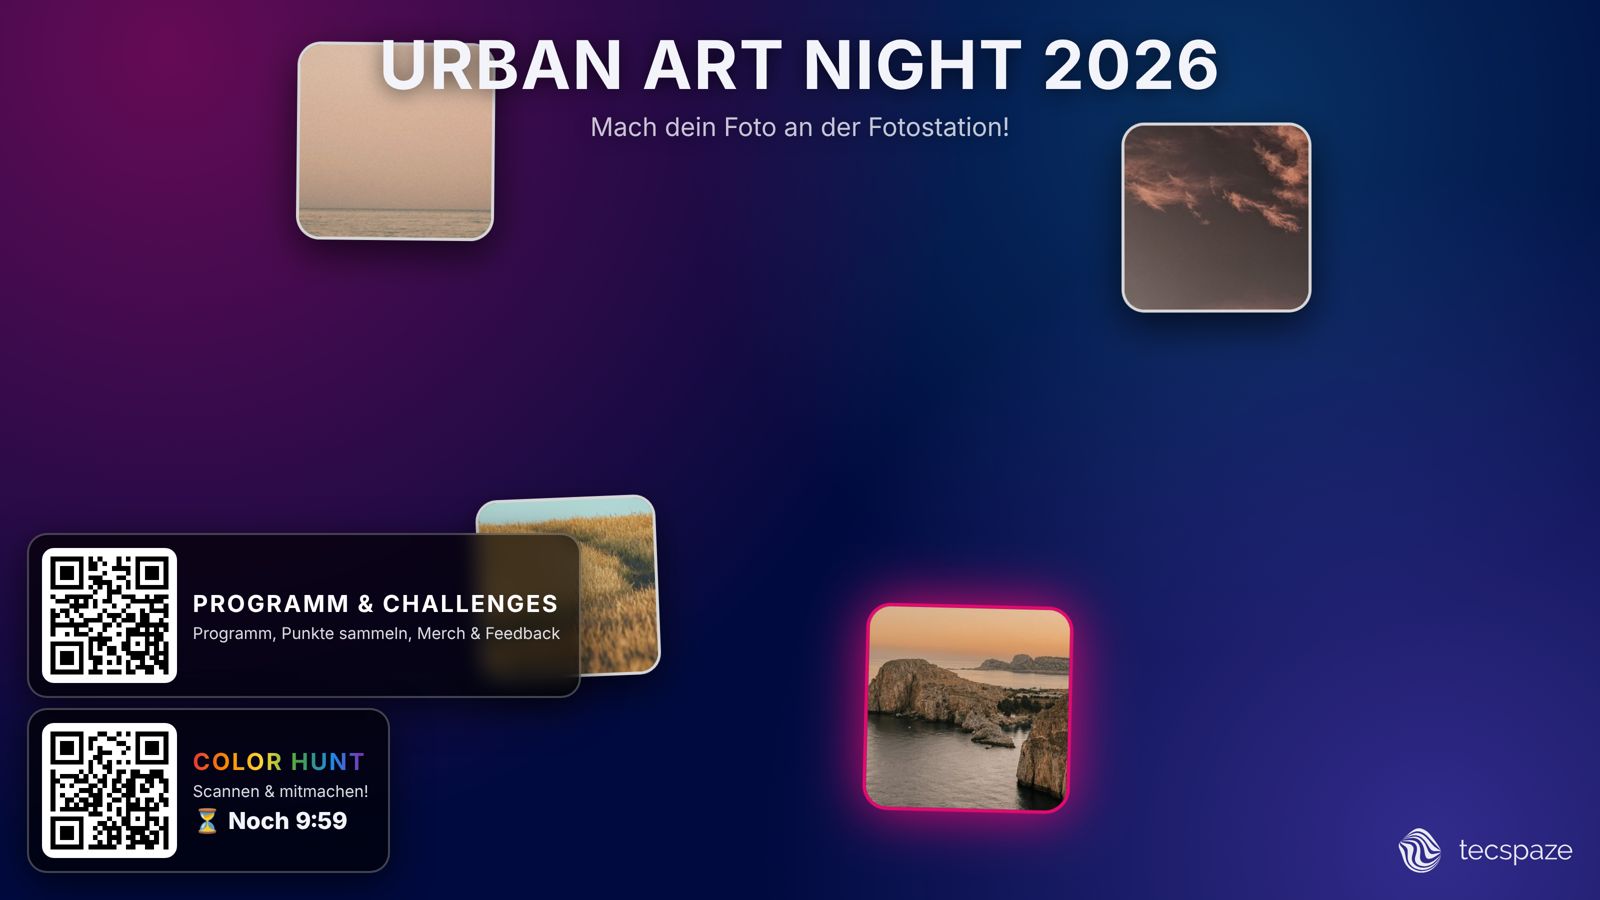 URBAN ART NIGHT 2026
Mach dein Foto an der Fotostation!
PROGRAMM & CHALLENGES
Programm, Punkte sammeln, Merch & Feedback
COLOR HUNT
Scannen & mitmachen!
⏳ Noch 9:59
tecspaze